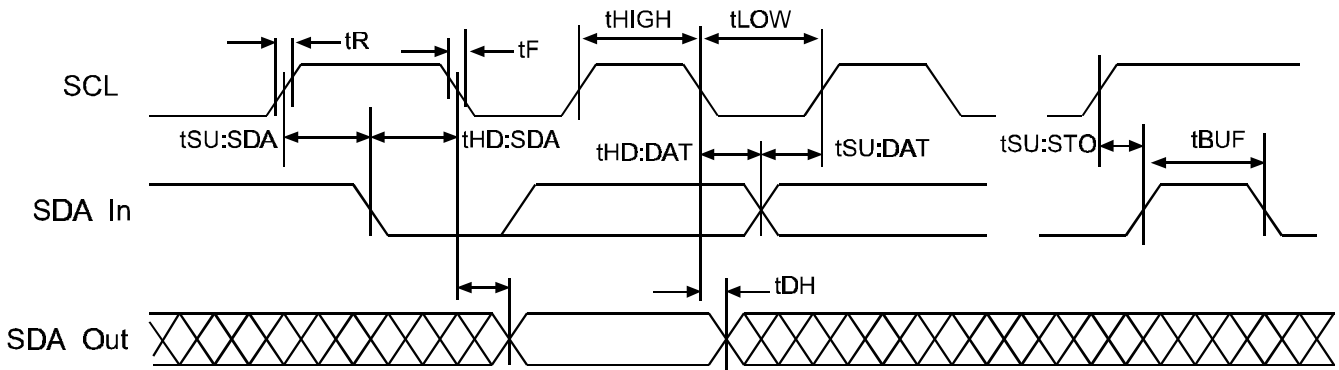 tHIGH tLOW
tR tF
SCL
tSU:SDA tHD:SDA tHD:DAT tSU:DAT tSU:STO tBUF
SDA In
tDH
SDA Out